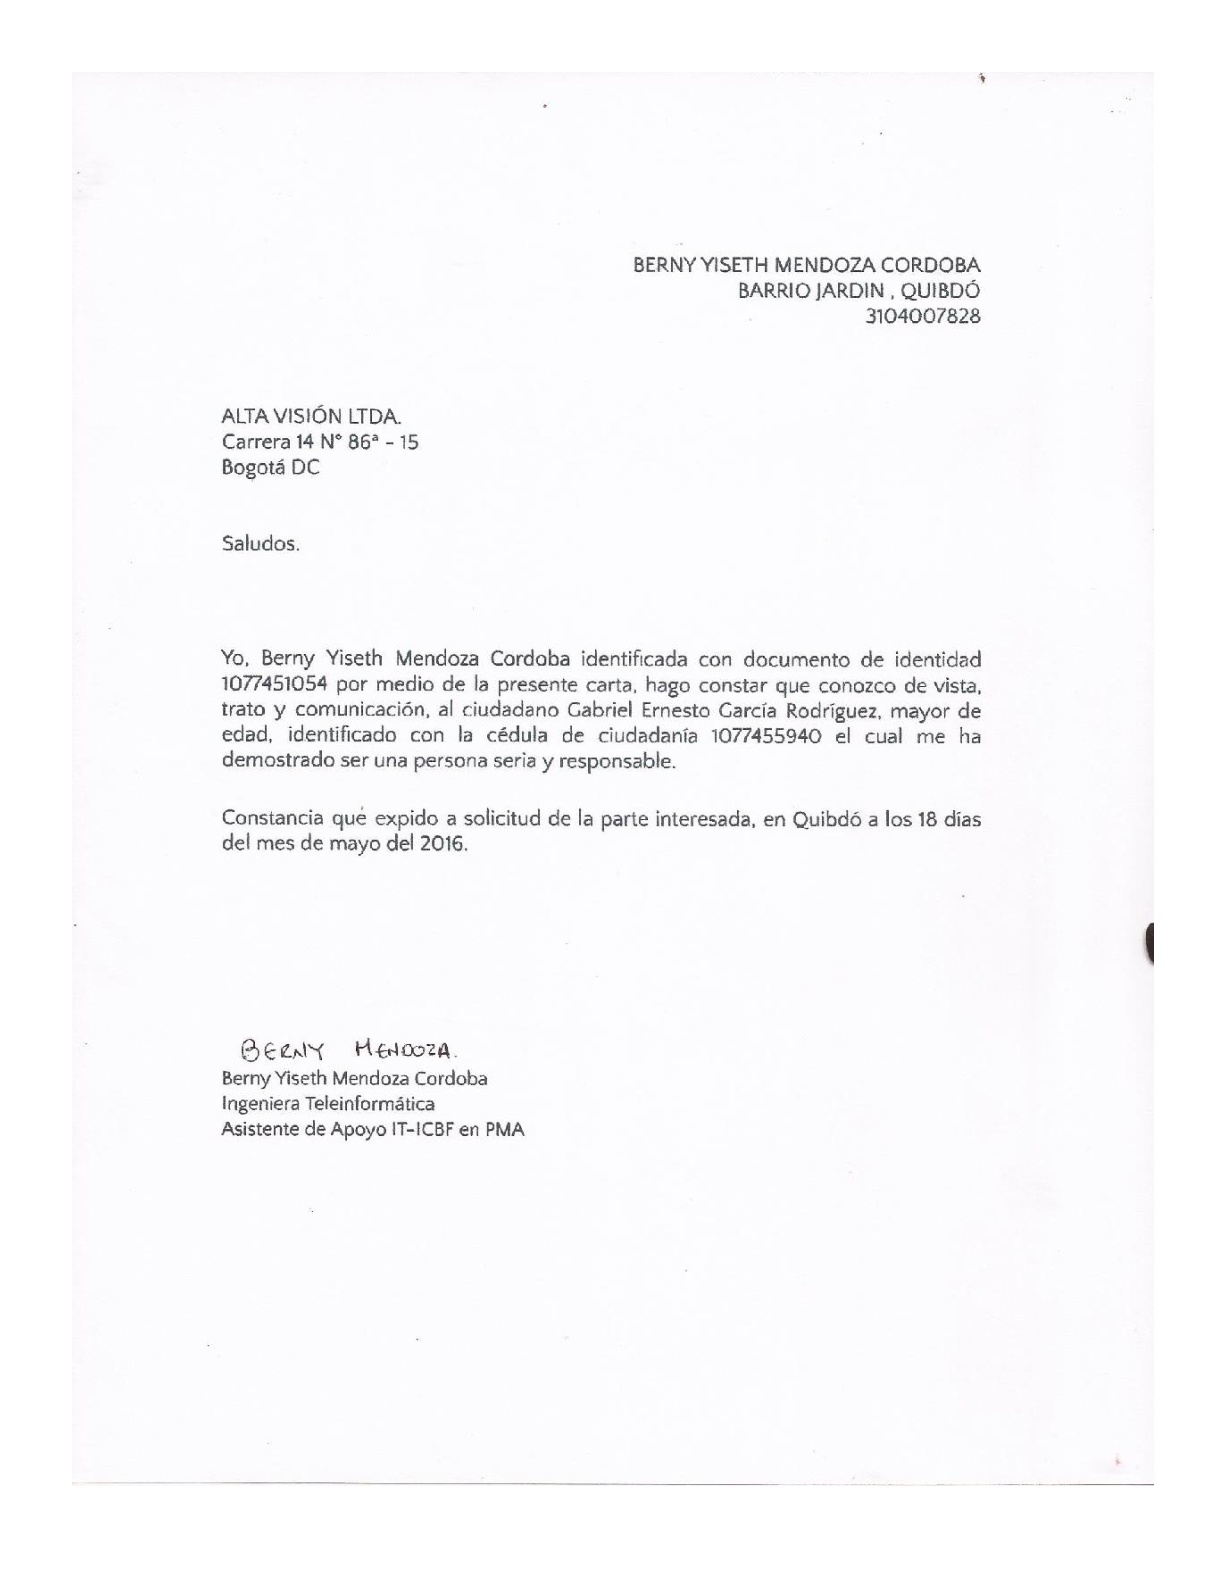 BERNY YISETH MENDOZA CORDOBA
BARRIO JARDIN , QUIBDÓ
3104007828
ALTA VISIÓN LTDA.
Carrera 14 N° 86ª - 15
Bogotá DC
Saludos.
Yo, Berny Yiseth Mendoza Cordoba identificada con documento de identidad
1077451054 por medio de la presente carta, hago constar que conozco de vista,
trato y comunicación, al ciudadano Gabriel Ernesto García Rodríguez, mayor de
edad, identificado con la cédula de ciudadanía 1077455940 el cual me ha
demostrado ser una persona seria y responsable.
Constancia qué expido a solicitud de la parte interesada, en Quibdó a los 18 días
del mes de mayo del 2016.
BERNY MENDOZA.
Berny Yiseth Mendoza Cordoba
Ingeniera Teleinformática
Asistente de Apoyo IT-ICBF en PMA